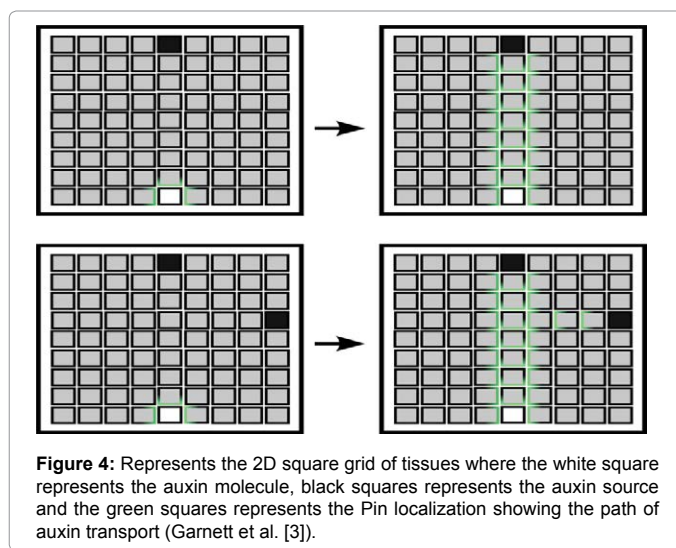 Figure 4: Represents the 2D square grid of tissues where the white square
represents the auxin molecule, black squares represents the auxin source
and the green squares represents the Pin localization showing the path of
auxin transport (Garnett et al. [3]).